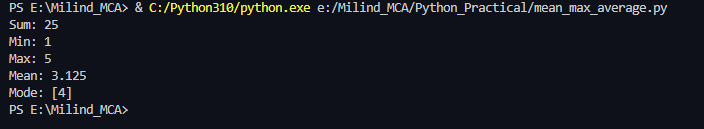 PS E:\Milind_MCA> & C:/Python310/python.exe e:/Milind_MCA/Python_Practical/mean_max_average.py
Sum: 25
Min: 1
Max: 5
Mean: 3.125
Mode: [4]
PS E:\Milind_MCA>